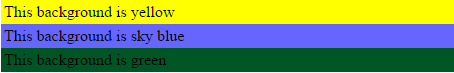 This background is yellow
This background is sky blue
This background is green